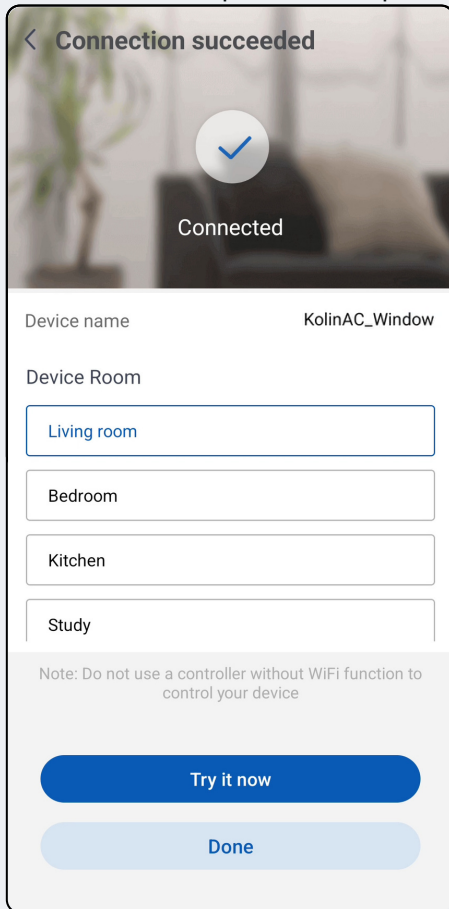 Connection succeeded
Connected
Device name
KolinAC_Window
Device Room
Living room
Bedroom
Kitchen
Study
Note: Do not use a controller without WiFi function to
control your device
Try it now
Done